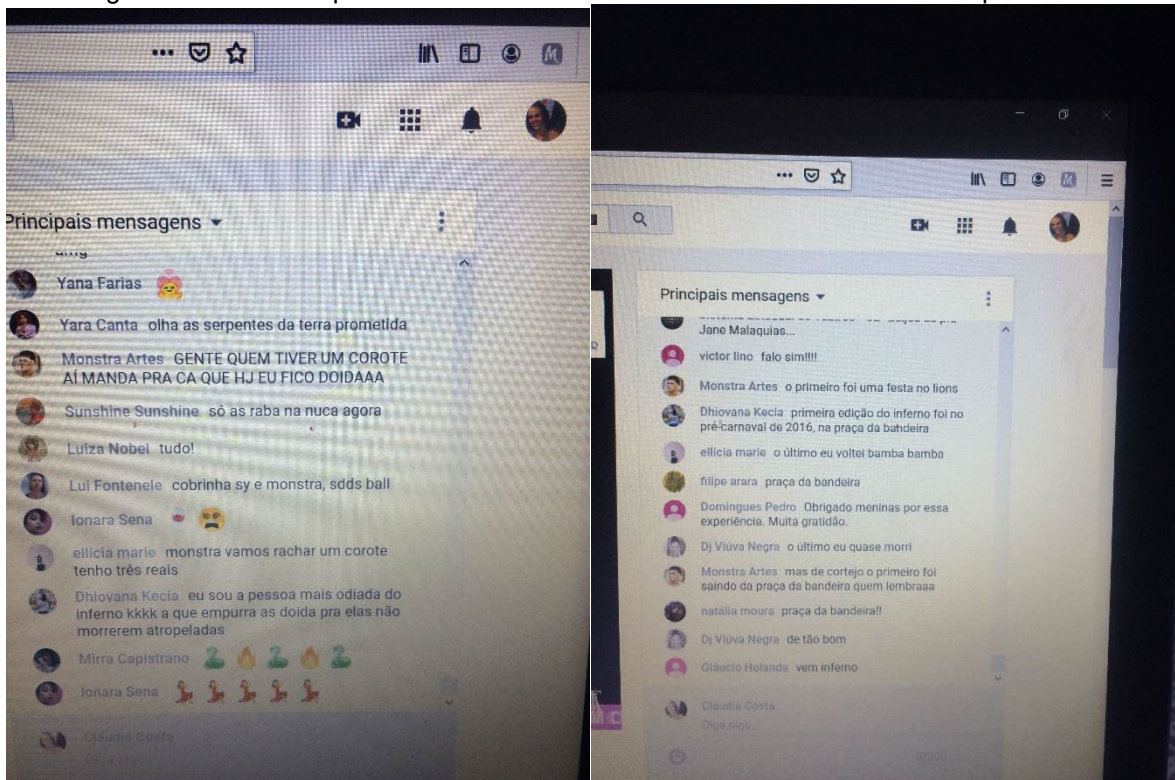 Principais mensagens
Yana Farias
Yara Canta olha as serpentes da terra prometida
Monstra Artes GENTE QUEM TIVER UM COROTE
AÍ MANDA PRA CA QUE HJ EU FICO DOIDAAA
Sunshine Sunshine só as raba na nuca agora
Luiza Nobel tudo!
Lui Fontenele cobrinha sy e monstra, sdds ball
Ionara Sena
ellicia marie monstra vamos rachar um corote
tenho três reais
Dhiovana Kecia eu sou a pessoa mais odiada do
inferno kkkk a que empurra as doida pra elas não
morrerem atropeladas
Mirra Capistrano
Ionara Sena
Claudia Costa
Diga algo
Principais mensagens
Jane Malaquias...
victor lino falo sim!!!!
Monstra Artes o primeiro foi uma festa no lions
Dhiovana Kecia primeira edição do inferno foi no
pré-carnaval de 2016, na praça da bandeira
ellicia marie o último eu voltei bamba bamba
filipe arara praça da bandeira
Domingues Pedro Obrigado meninas por essa
experiência. Muita gratidão.
Dj Viúva Negra o último eu quase morri
Monstra Artes mas de cortejo o primeiro foi
saindo da praça da bandeira quem lembraaa
natália moura praça da bandeira!!
Dj Viúva Negra de tão bom
Gláucio Holanda vem inferno
Claudia Costa
Diga algo
0/200